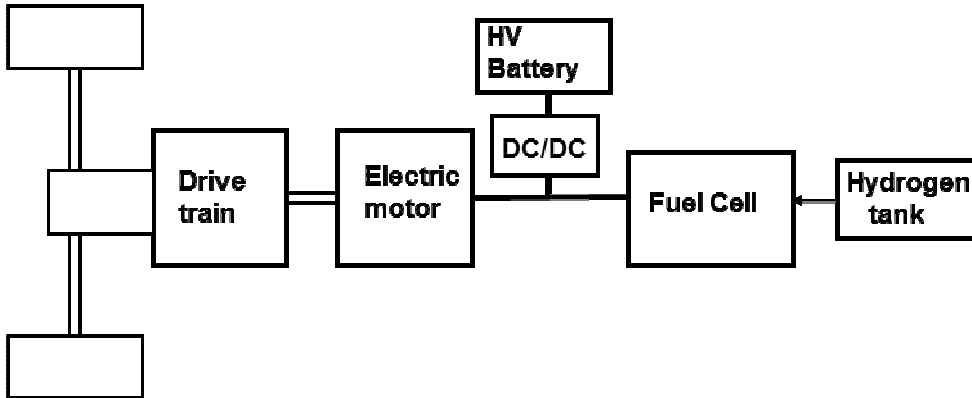 HV
Battery
DC/DC
Drive
train
Electric
motor
Fuel Cell
Hydrogen
tank